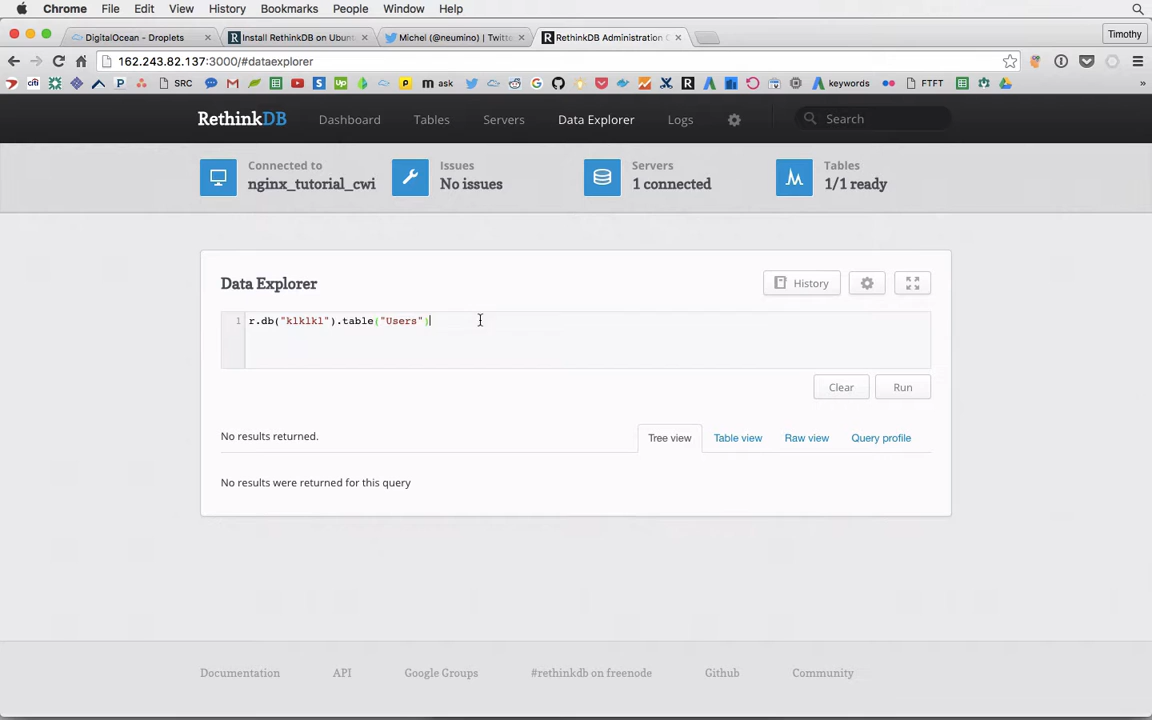 Chrome File Edit View History Bookmarks People Window Help
DigitalOcean - Droplets
Install RethinkDB on Ubunt
Michel (@neumino) | Twitte
RethinkDB Administration C
Timothy
162.243.82.137:3000/#dataexplorer
citi SRC Up ask keywords FTFT »
RethinkDB Dashboard Tables Servers Data Explorer Logs Search
Connected to
nginx_tutorial_cwi
Issues
No issues
Servers
1 connected
Tables
1/1 ready
Data Explorer
History
1 r.db("klklkl").table("Users")
Clear Run
No results returned.
Tree view Table view Raw view Query profile
No results were returned for this query
Documentation API Google Groups #rethinkdb on freenode Github Community